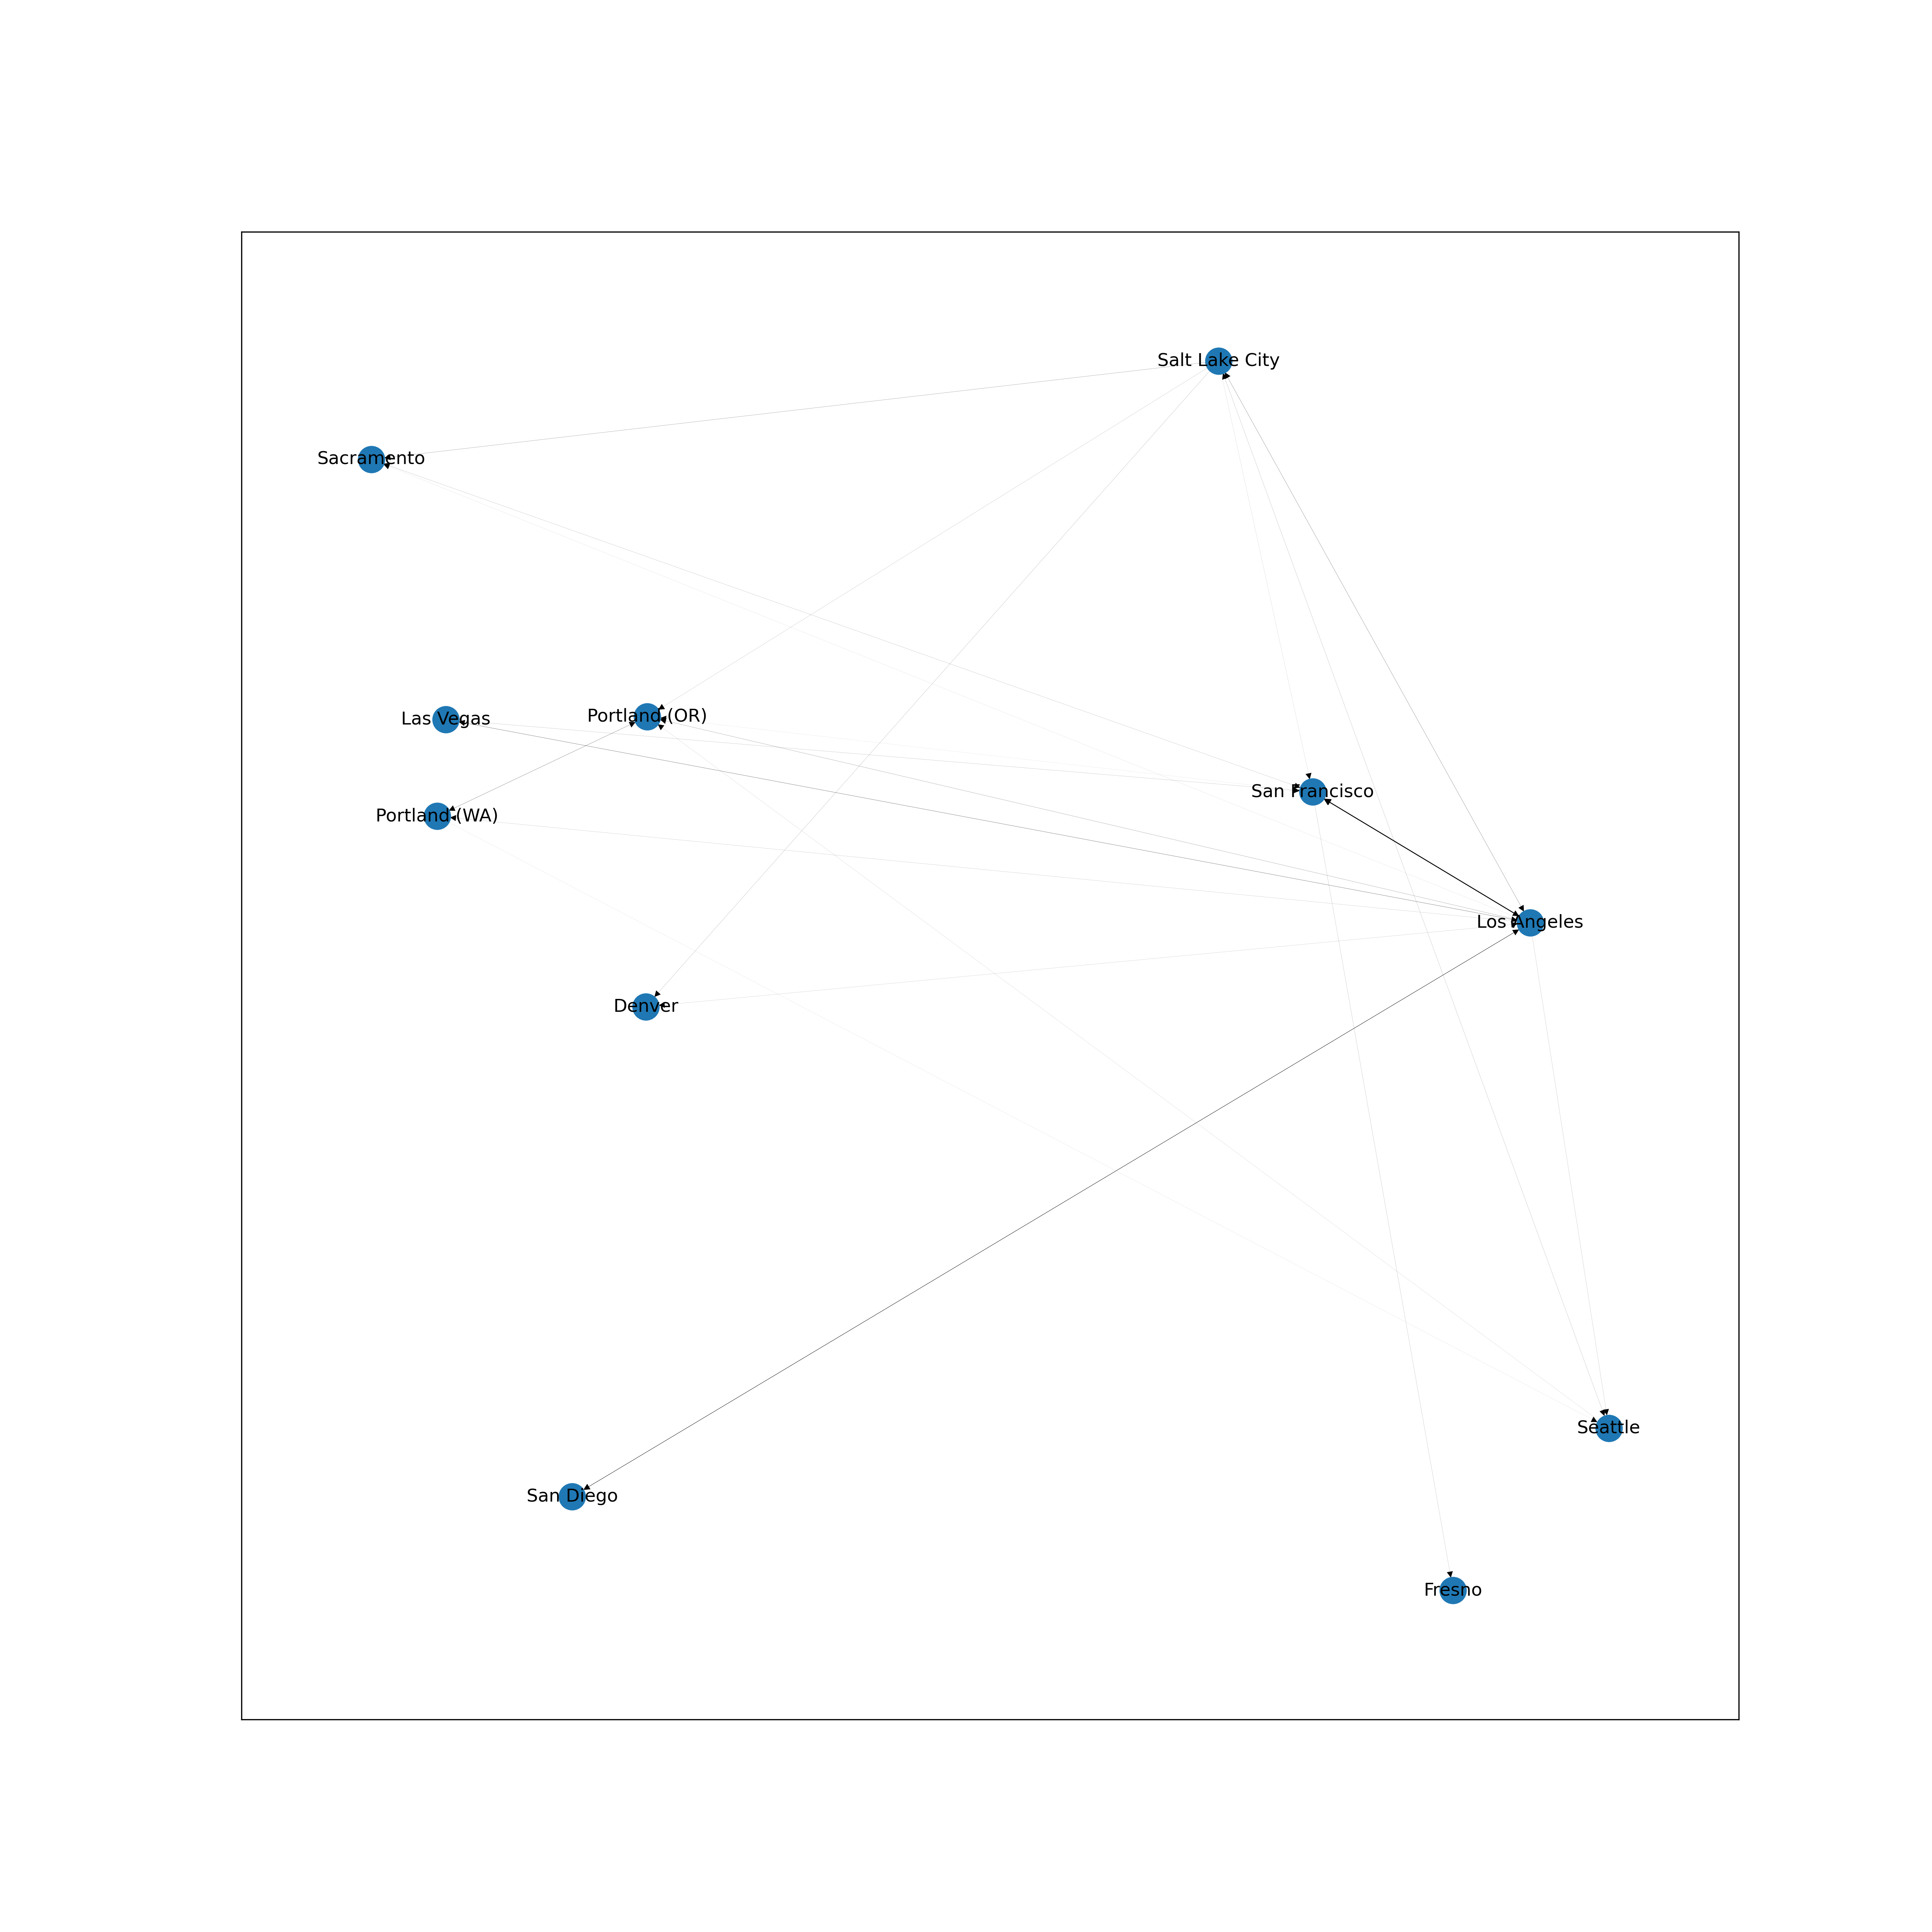 Salt Lake City
Sacramento
Las Vegas
Portland (OR)
San Francisco
Portland (WA)
Los Angeles
Denver
Seattle
San Diego
Fresno